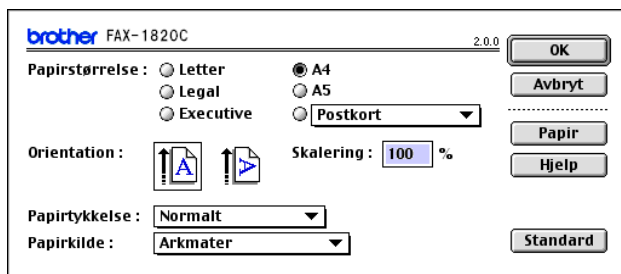 brother FAX-1820C 2.0.0 OK
Papirstørrelse : Letter A4 Avbryt
Legal A5
Executive Postkort Papir
Orientation : A A Skalering : 100 % Hjelp
Papirtykkelse : Normalt
Papirkilde : Arkmater Standard